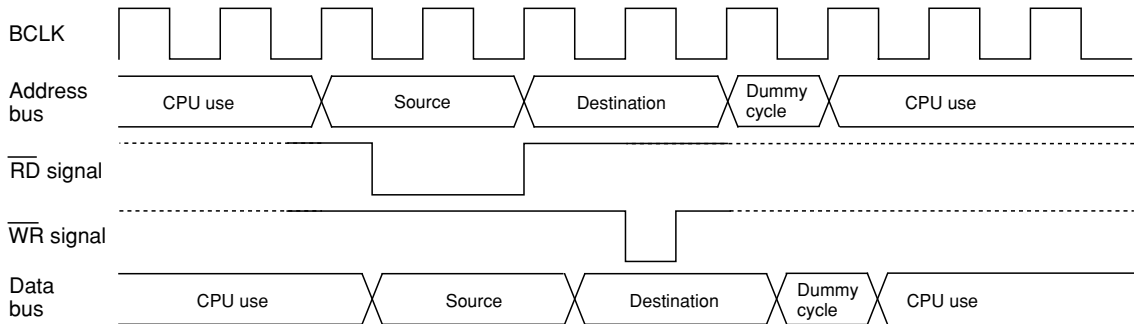 BCLK
Address
bus
CPU use
Source
Destination
Dummy
cycle
CPU use
RD signal
WR signal
Data
bus
CPU use
Source
Destination
Dummy
cycle
CPU use